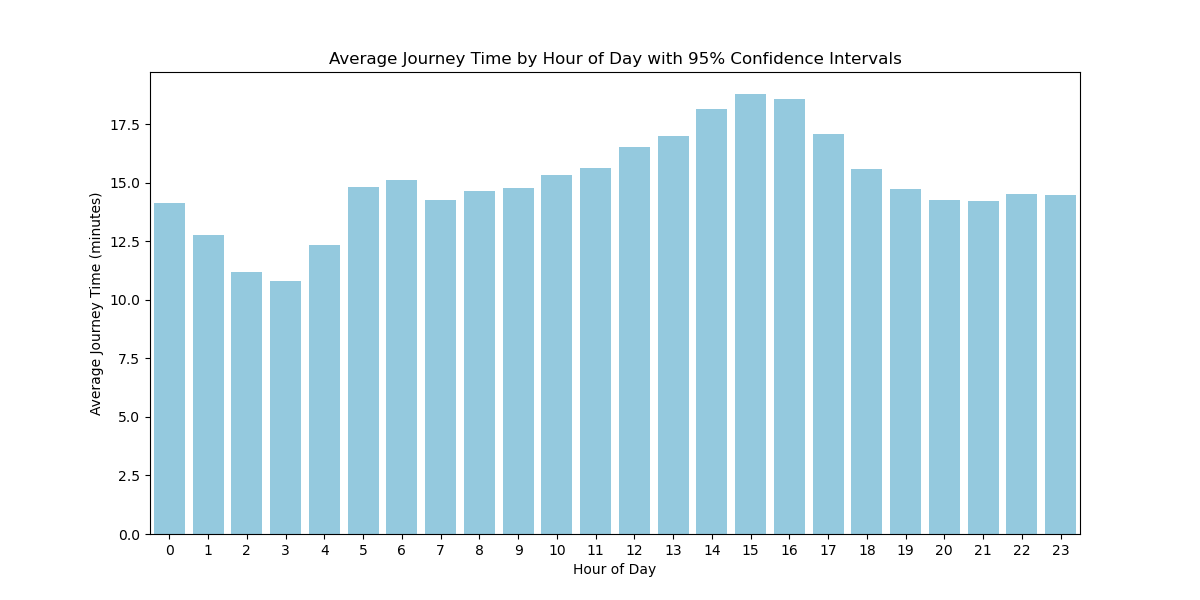 Average Journey Time by Hour of Day with 95% Confidence Intervals
Average Journey Time (minutes)
17.5
15.0
12.5
10.0
7.5
5.0
2.5
0.0
0 1 2 3 4 5 6 7 8 9 10 11 12 13 14 15 16 17 18 19 20 21 22 23
Hour of Day